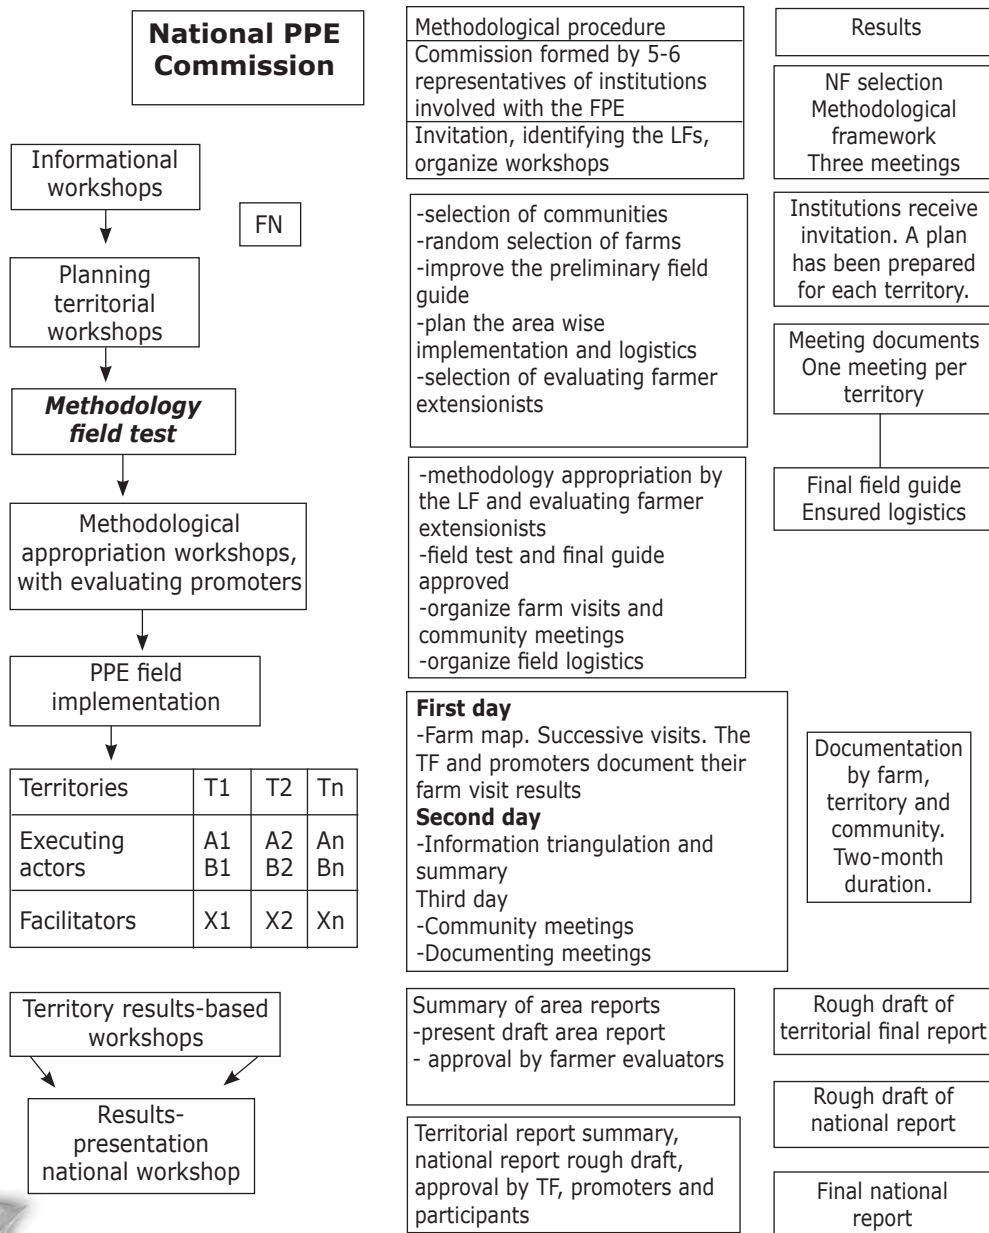 National PPE
Commission
Informational
workshops
FN
Planning
territorial
workshops
Methodology
field test
Methodological
appropriation workshops,
with evaluating promoters
PPE field
implementation
Territories T1 T2 Tn
Executing A1 A2 An
actors B1 B2 Bn
Facilitators X1 X2 Xn
Territory results-based
workshops
Results-
presentation
national workshop
Methodological procedure
Commission formed by 5-6
representatives of institutions
involved with the FPE
Invitation, identifying the LFs,
organize workshops
-selection of communities
-random selection of farms
-improve the preliminary field
guide
-plan the area wise
implementation and logistics
-selection of evaluating farmer
extensionists
-methodology appropriation by
the LF and evaluating farmer
extensionists
-field test and final guide
approved
-organize farm visits and
community meetings
-organize field logistics
First day
-Farm map. Successive visits. The
TF and promoters document their
farm visit results
Second day
-Information triangulation and
summary
Third day
-Community meetings
-Documenting meetings
Summary of area reports
-present draft area report
- approval by farmer evaluators
Territorial report summary,
national report rough draft,
approval by TF, promoters and
participants
Results
NF selection
Methodological
framework
Three meetings
Institutions receive
invitation. A plan
has been prepared
for each territory.
Meeting documents
One meeting per
territory
Final field guide
Ensured logistics
Documentation
by farm,
territory and
community.
Two-month
duration.
Rough draft of
territorial final report
Rough draft of
national report
Final national
report